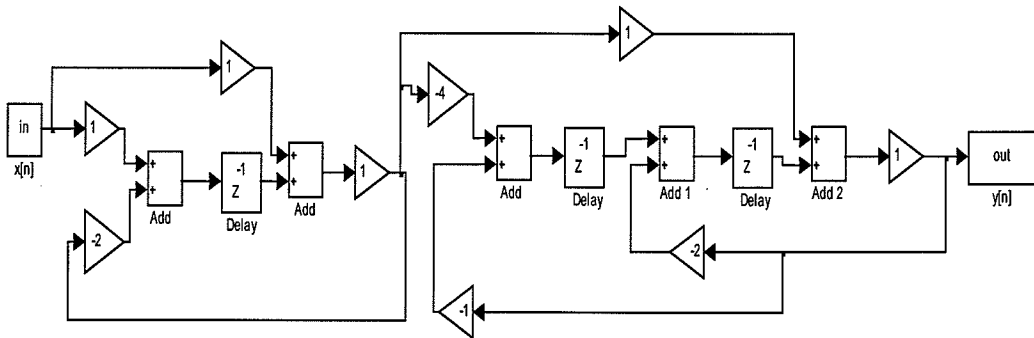 1
1
-4
in
1
x[n]
+
+
Add
-1
Z
Delay
+
+
Add
1
-2
+
+
Add
-1
Z
Delay
+
+
Add 1
-1
Z
Delay
+
+
Add 2
1
out
y[n]
-2
-1